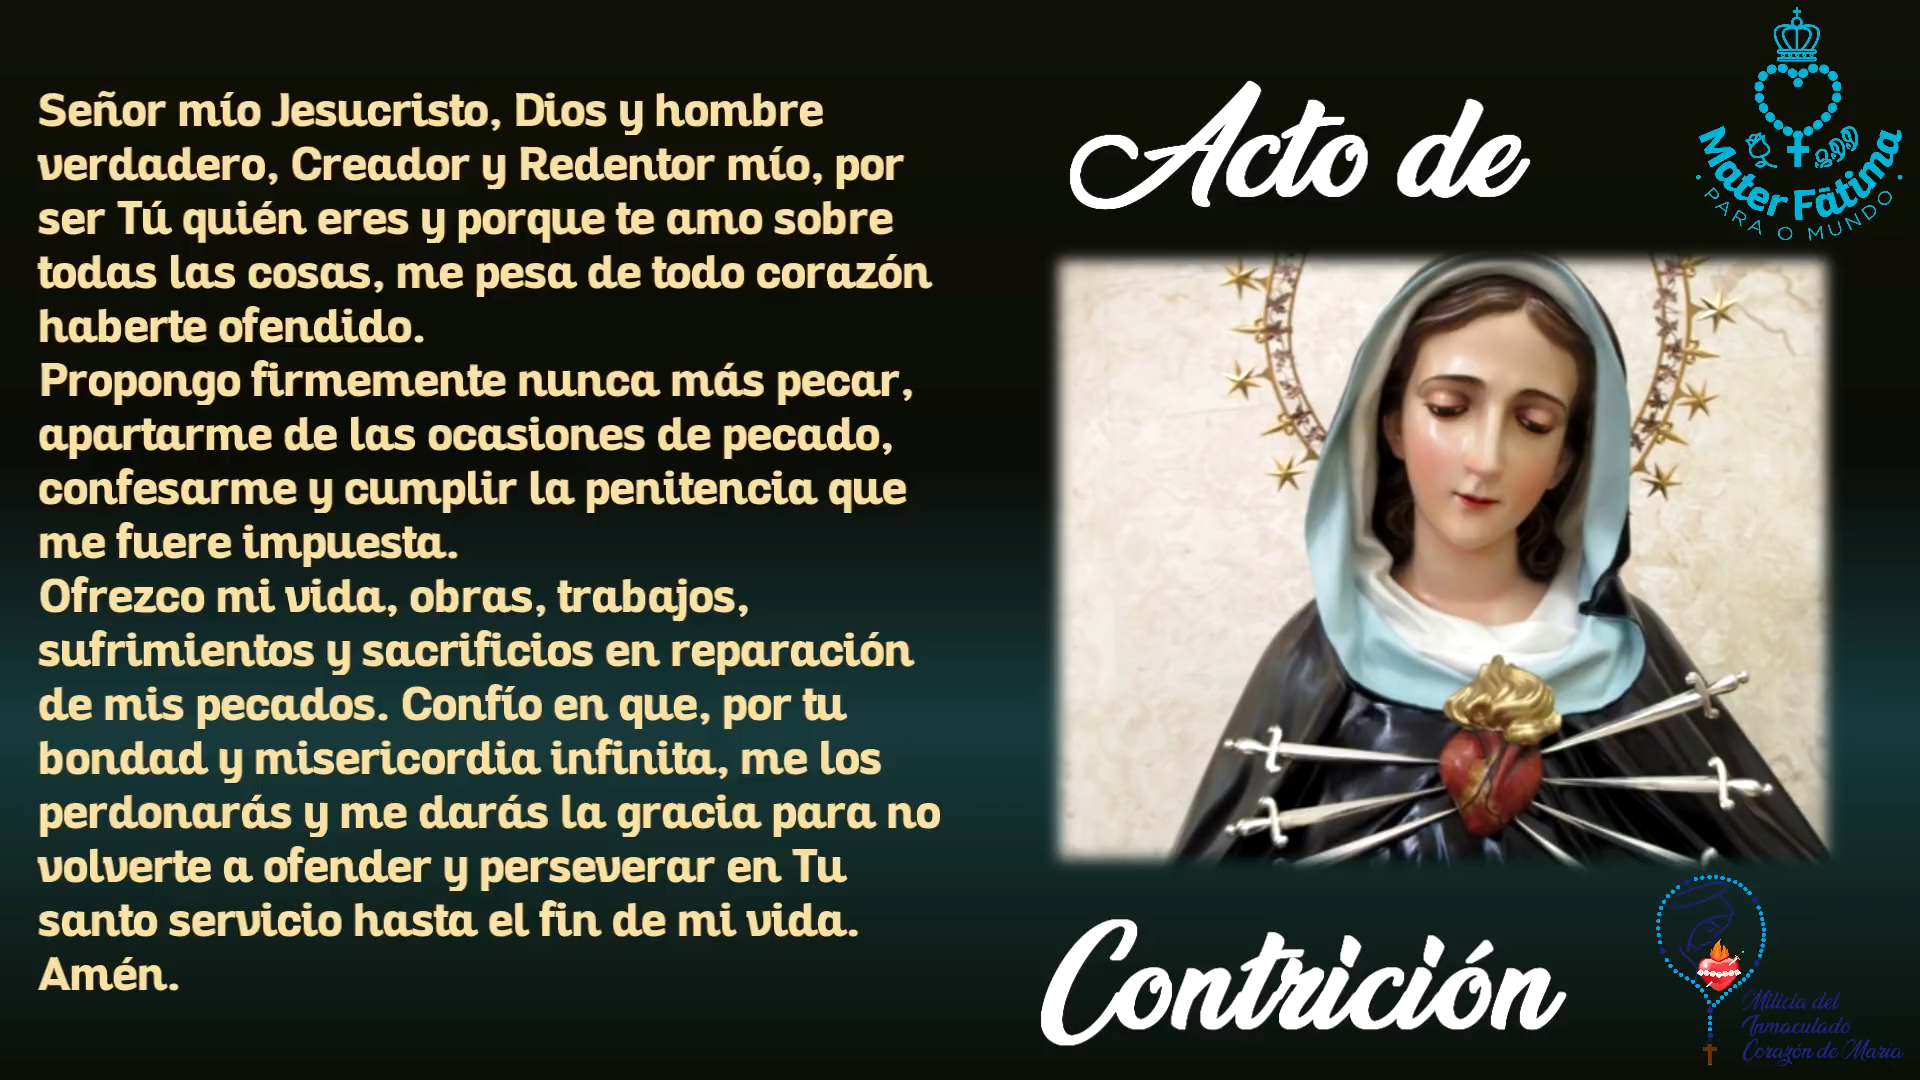 Señor mío Jesucristo, Dios y hombre
verdadero, Creador y Redentor mío, por
ser Tú quién eres y porque te amo sobre
todas las cosas, me pesa de todo corazón
haberte ofendido.
Propongo firmemente nunca más pecar,
apartarme de las ocasiones de pecado,
confesarme y cumplir la penitencia que
me fuere impuesta.
Ofrezco mi vida, obras, trabajos,
sufrimientos y sacrificios en reparación
de mis pecados. Confío en que, por tu
bondad y misericordia infinita, me los
perdonarás y me darás la gracia para no
volverte a ofender y perseverar en Tu
santo servicio hasta el fin de mi vida.
Amén.
Acto de
Contrición
Mater Fátima
PARA O MUNDO
Milicia del
Inmaculado
Corazón de María